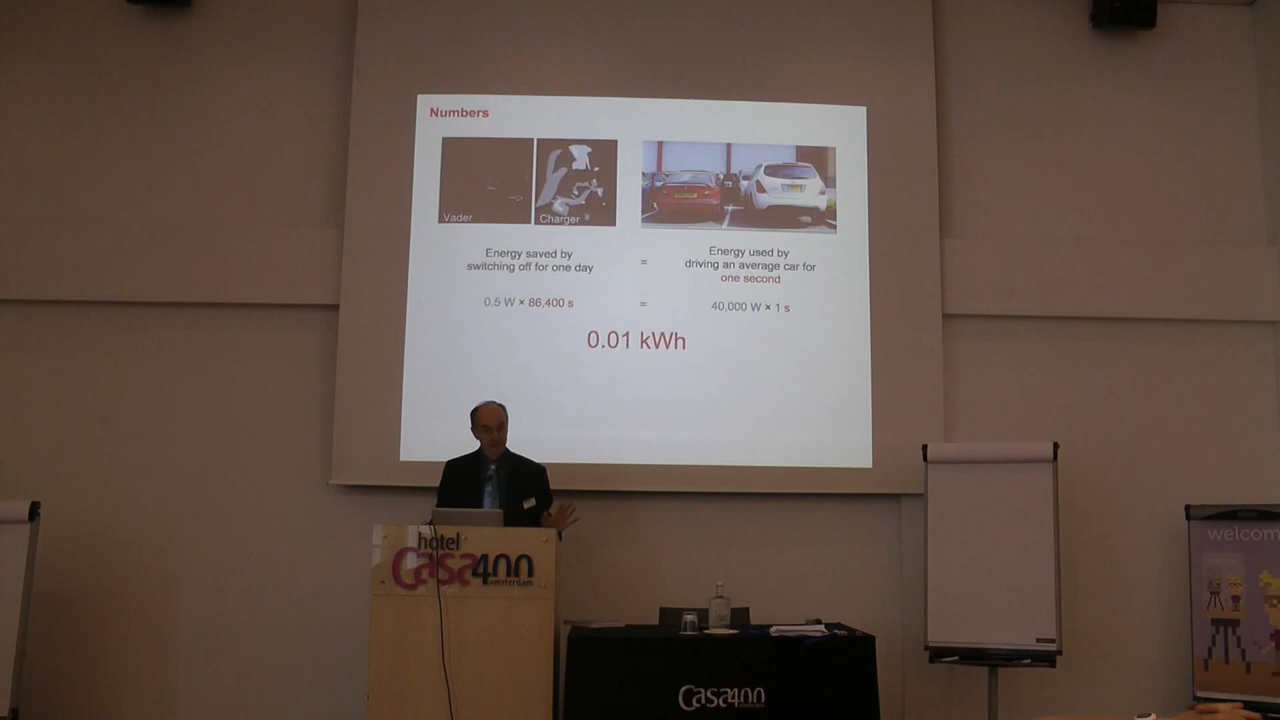 Numbers
Vader
Charger
Energy saved by
switching off for one day
=
Energy used by
driving an average car for
one second
0.5 W × 86,400 s
=
40,000 W × 1 s
0.01 kWh
hotel
Casa400
amsterdam
Casa400
welcom